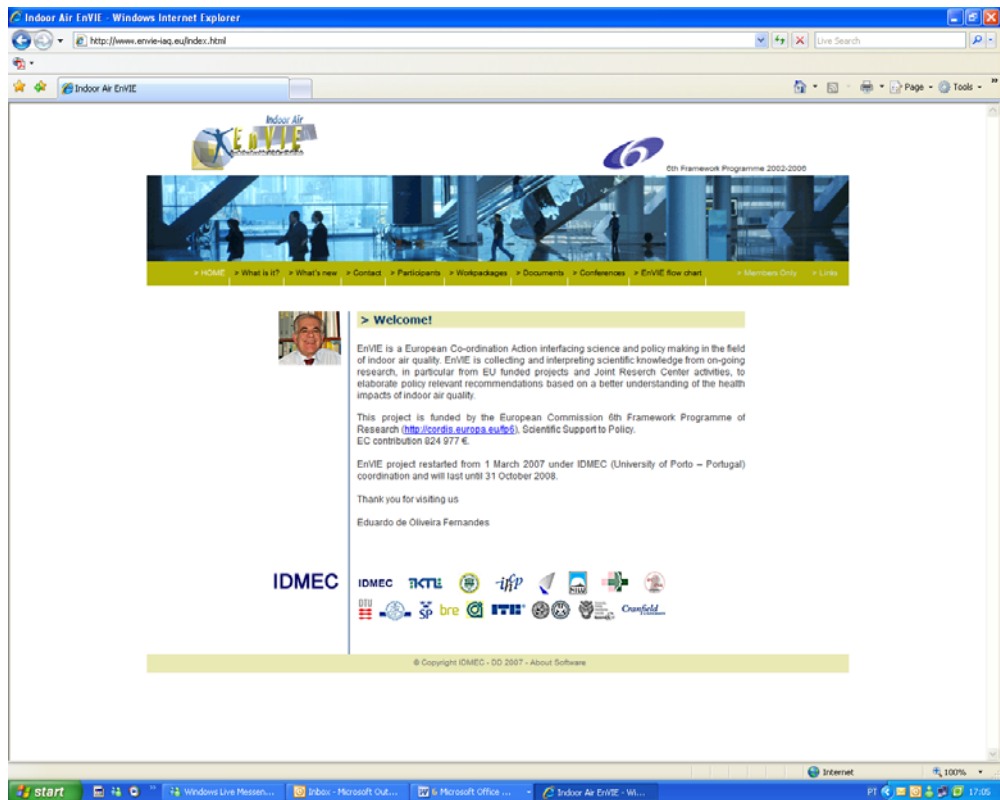 Indoor Air EnVIE - Windows Internet Explorer
http://www.envie-iaq.eu/index.html
Live Search
Indoor Air EnVIE
Page
Tools
Indoor Air
EnVIE
6
6th Framework Programme 2002-2006
> HOME > What is it? > What's new > Contact > Participants > Workpackages > Documents > Conferences > EnVIE flow chart > Members Only > Links
> Welcome!
EnVIE is a European Co-ordination Action interfacing science and policy making in the field
of indoor air quality. EnVIE is collecting and interpreting scientific knowledge from on-going
research, in particular from EU funded projects and Joint Reserch Center activities, to
elaborate policy relevant recommendations based on a better understanding of the health
impacts of indoor air quality.
This project is funded by the European Commission 6th Framework Programme of
Research (http://cordis.europa.eu/fp6), Scientific Support to Policy.
EC contribution 824 977 €.
EnVIE project restarted from 1 March 2007 under IDMEC (University of Porto – Portugal)
coordination and will last until 31 October 2008.
Thank you for visiting us
Eduardo de Oliveira Fernandes
IDMEC
IDMEC KTL
DTU SP bre ITB Cranfield
© Copyright IDMEC - DD 2007 - About Software
Internet
100%
start
Windows Live Messen...
Inbox - Microsoft Out...
6 Microsoft Office ...
Indoor Air EnVIE - Wi...
PT
17:05